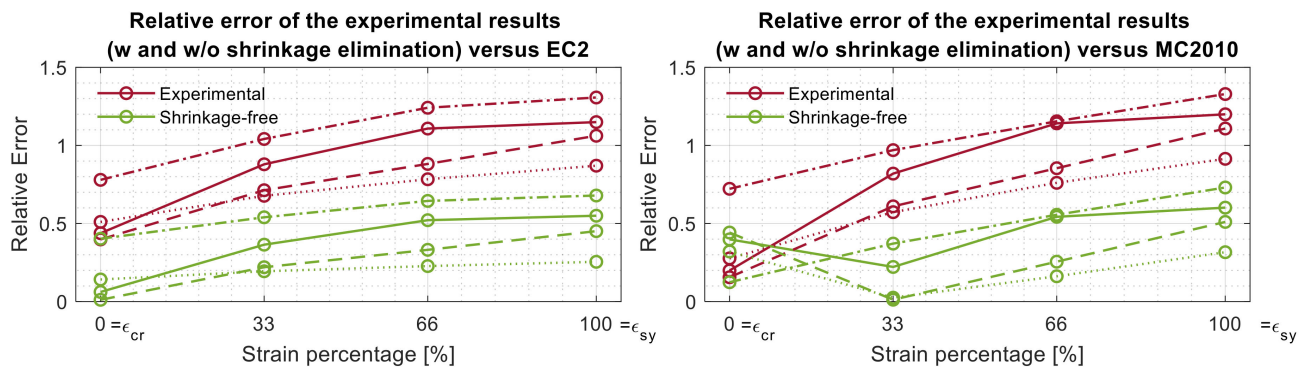 Relative error of the experimental results
(w and w/o shrinkage elimination) versus EC2
1.5
1
0.5
0
Relative Error
Experimental
Shrinkage-free
0 =ϵcr
33
66
100 =ϵsy
Strain percentage [%]
Relative error of the experimental results
(w and w/o shrinkage elimination) versus MC2010
1.5
1
0.5
0
Relative Error
Experimental
Shrinkage-free
0 =ϵcr
33
66
100 =ϵsy
Strain percentage [%]